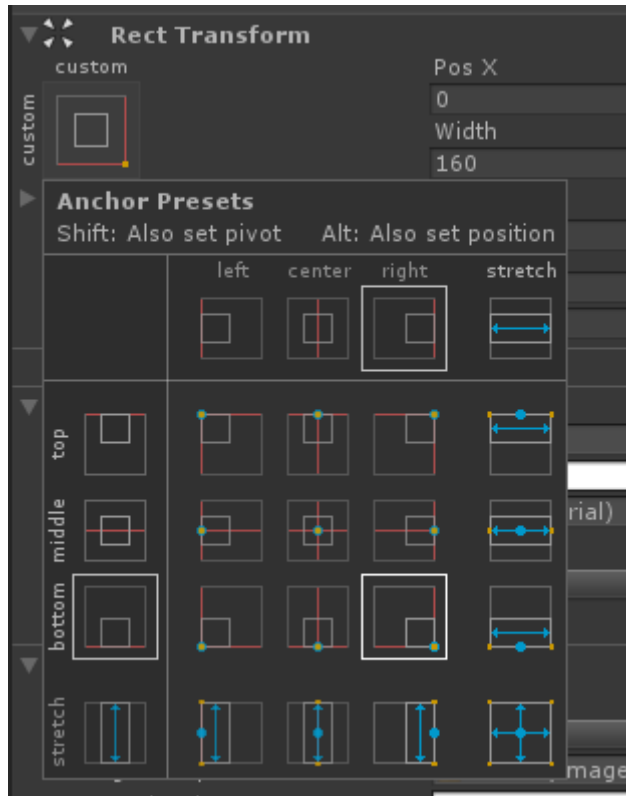 Rect Transform
custom
Pos X
custom
0
Width
160
Anchor Presets
Shift: Also set pivot Alt: Also set position
left center right stretch
top
middle
rial)
bottom
stretch
mage